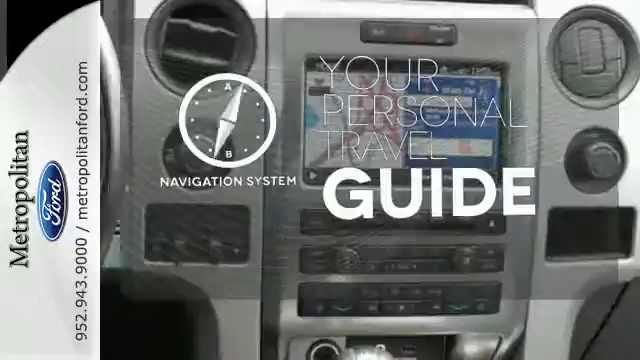 Metropolitan
Ford
952.943.9000 / metropolitanford.com
A
B
NAVIGATION SYSTEM
YOUR
PERSONAL
TRAVEL
GUIDE